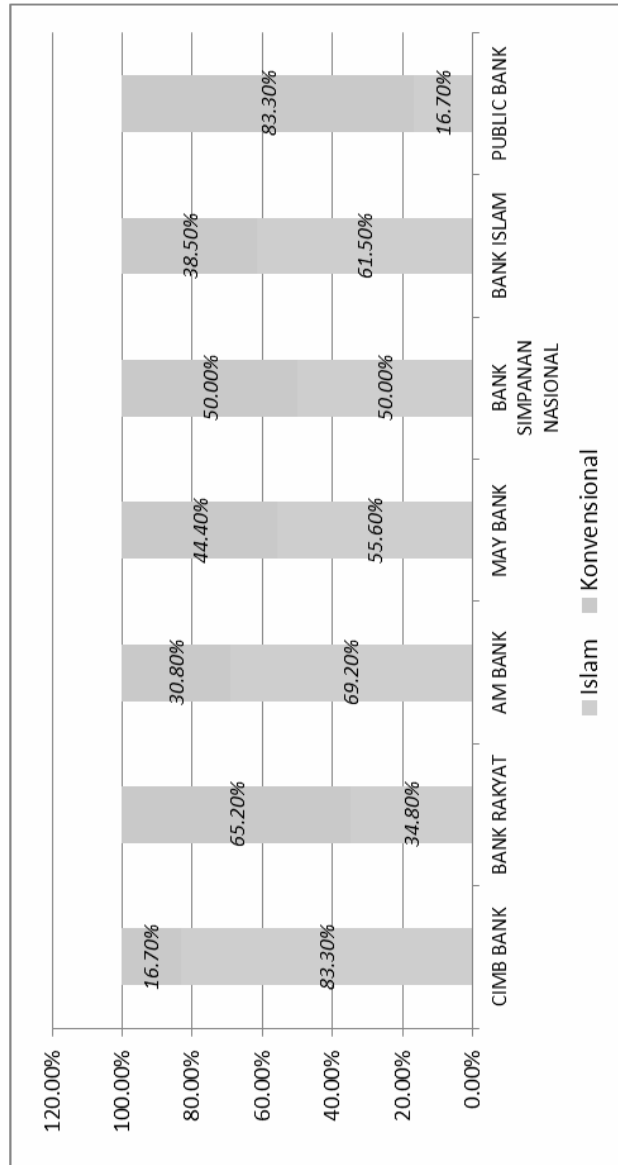 120.00%
100.00%
80.00%
60.00%
40.00%
20.00%
0.00%
16.70%
83.30%
65.20%
34.80%
30.80%
69.20%
44.40%
55.60%
50.00%
50.00%
38.50%
61.50%
83.30%
16.70%
CIMB BANK
BANK RAKYAT
AM BANK
MAY BANK
BANK
SIMPANAN
NASIONAL
BANK ISLAM
PUBLIC BANK
Islam
Konvensional